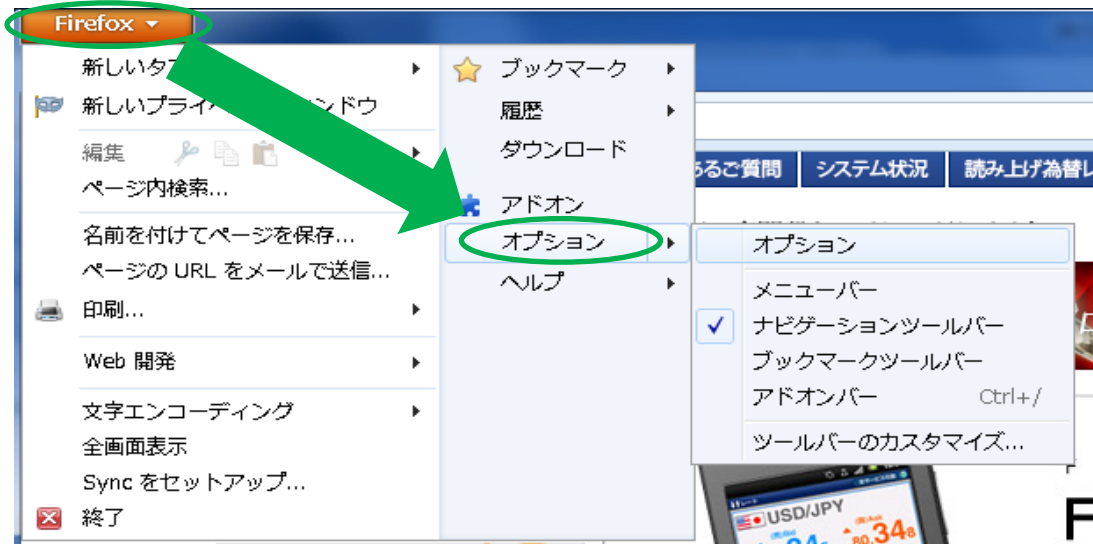 Firefox
新しいタ
新しいプライ
ンドウ
編集
ページ内検索...
名前を付けてページを保存...
ページの URL をメールで送信...
印刷...
Web 開発
文字エンコーディング
全画面表示
Sync をセットアップ...
終了
ブックマーク
履歴
ダウンロード
アドオン
オプション
ヘルプ
オプション
メニューバー
ナビゲーションツールバー
ブックマークツールバー
アドオンバー Ctrl+/
ツールバーのカスタマイズ...
るご質問
システム状況
読み上げ為替レ
USD/JPY
80.348
F